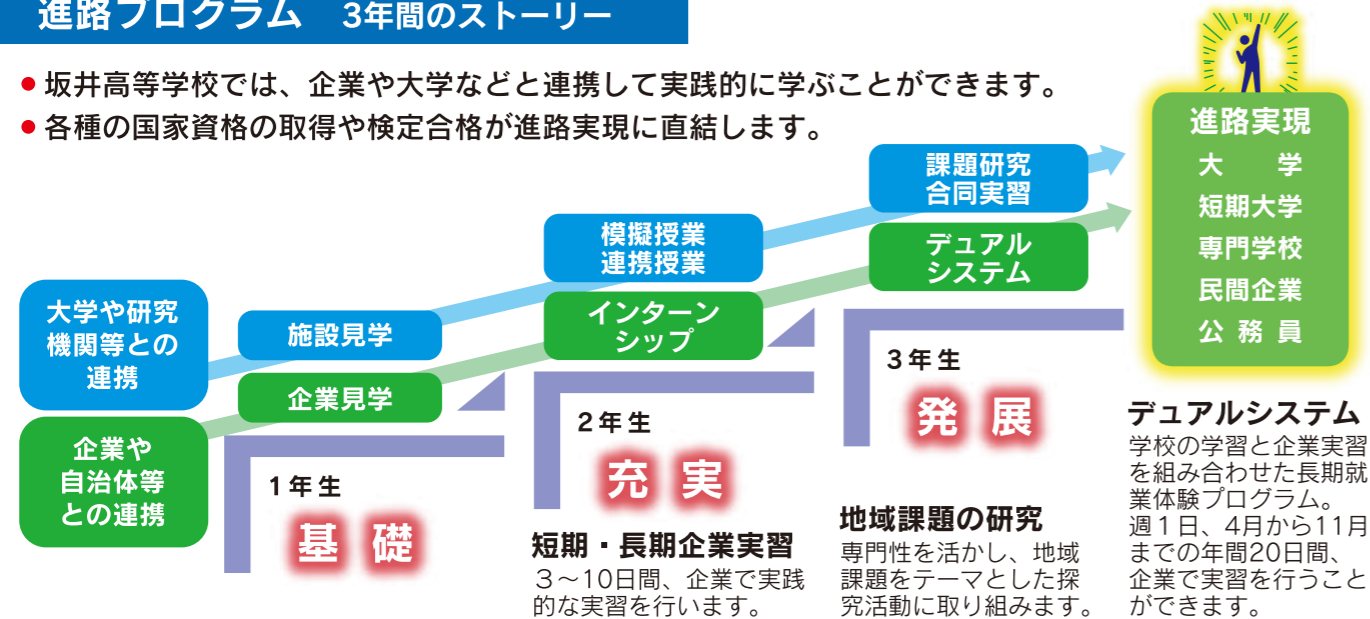 進路プログラム 3年間のストーリー
● 坂井高等学校では、企業や大学などと連携して実践的に学ぶことができます。
● 各種の国家資格の取得や検定合格が進路実現に直結します。
大学や研究
機関等との
連携
施設見学
模擬授業
連携授業
課題研究
合同実習
企業や
自治体等
との連携
企業見学
インターン
シップ
デュアル
システム
進路実現
大学
短期大学
専門学校
民間企業
公務員
1年生
基礎
2年生
充実
短期・長期企業実習
3〜10日間、企業で実践
的な実習を行います。
3年生
発展
地域課題の研究
専門性を活かし、地域
課題をテーマとした探
究活動に取り組みます。
デュアルシステム
学校の学習と企業実習
を組み合わせた長期就
業体験プログラム。
週1日、4月から11月
までの年間20日間、
企業で実習を行うこと
ができます。